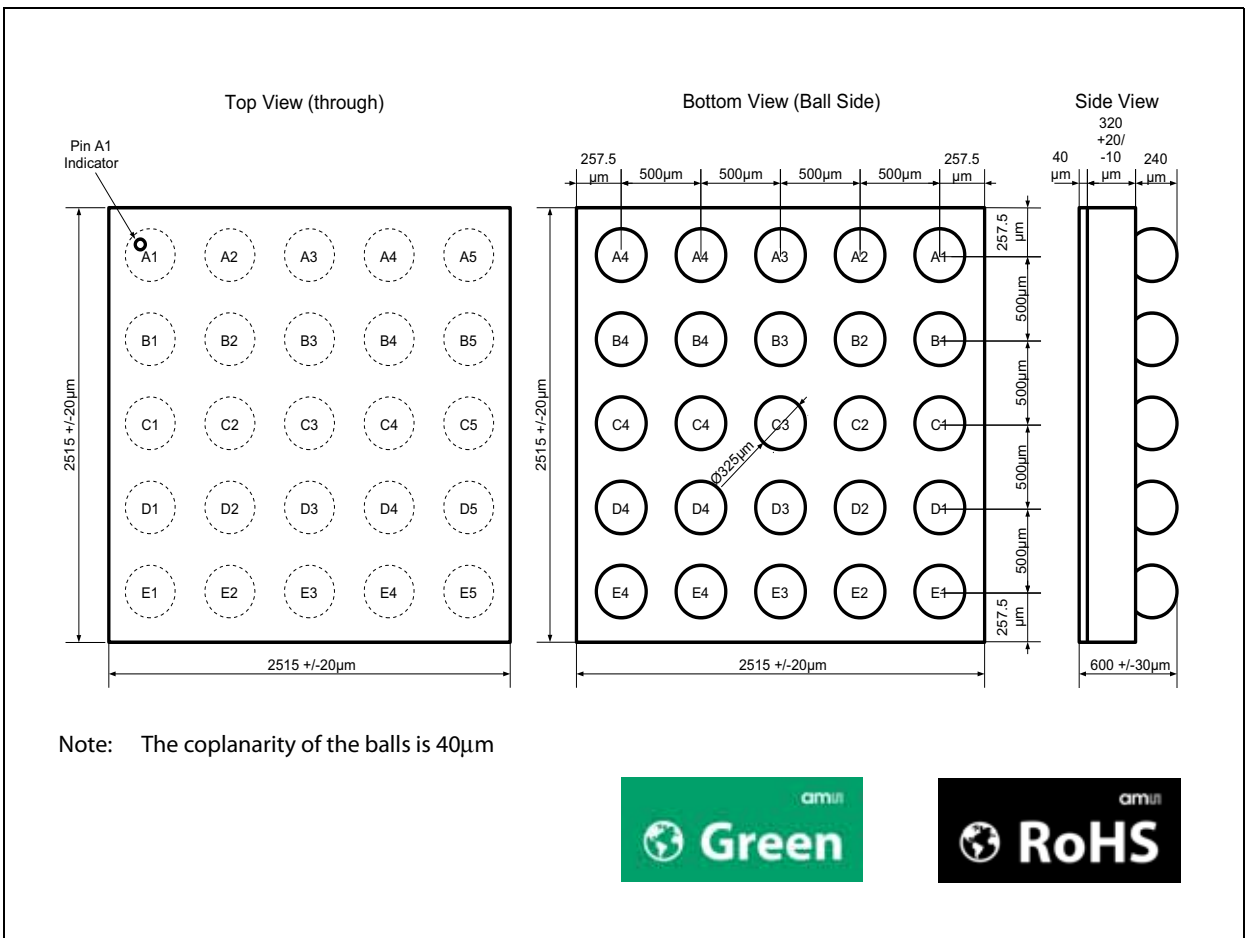 Top View (through)
Bottom View (Ball Side)
Side View
Pin A1
Indicator
257.5
µm
500µm
500µm
500µm
500µm
257.5
µm
40
µm
320
+20/
-10
µm
240
µm
A1 A2 A3 A4 A5
B1 B2 B3 B4 B5
C1 C2 C3 C4 C5
D1 D2 D3 D4 D5
E1 E2 E3 E4 E5
2515 +/-20µm
2515 +/-20µm
A4 A4 A3 A2 A1
B4 B4 B3 B2 B1
C4 C4 C3 C2 C1
D4 D4 D3 D2 D1
E4 E4 E3 E2 E1
Ø325µm
2515 +/-20µm
2515 +/-20µm
257.5
µm
500µm
500µm
500µm
500µm
257.5
µm
600 +/-30µm
Note: The coplanarity of the balls is 40µm
amu
Green
amu
RoHS